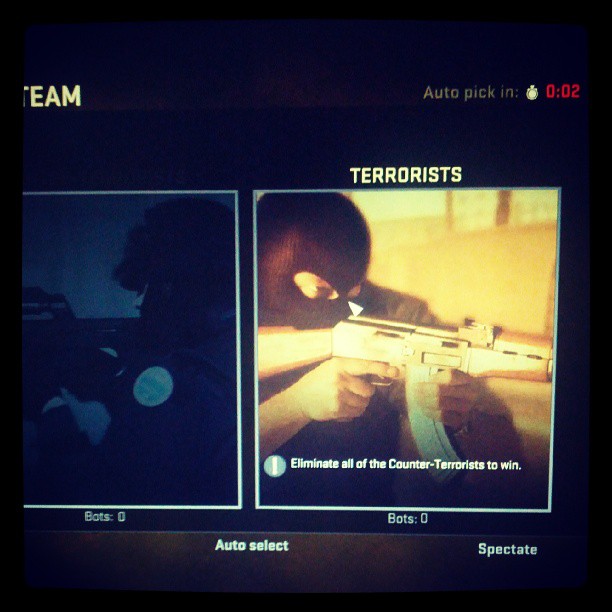 TEAM
Auto pick in: 0:02
TERRORISTS
Eliminate all of the Counter-Terrorists to win.
Bots: 0
Bots: 0
Auto select
Spectate